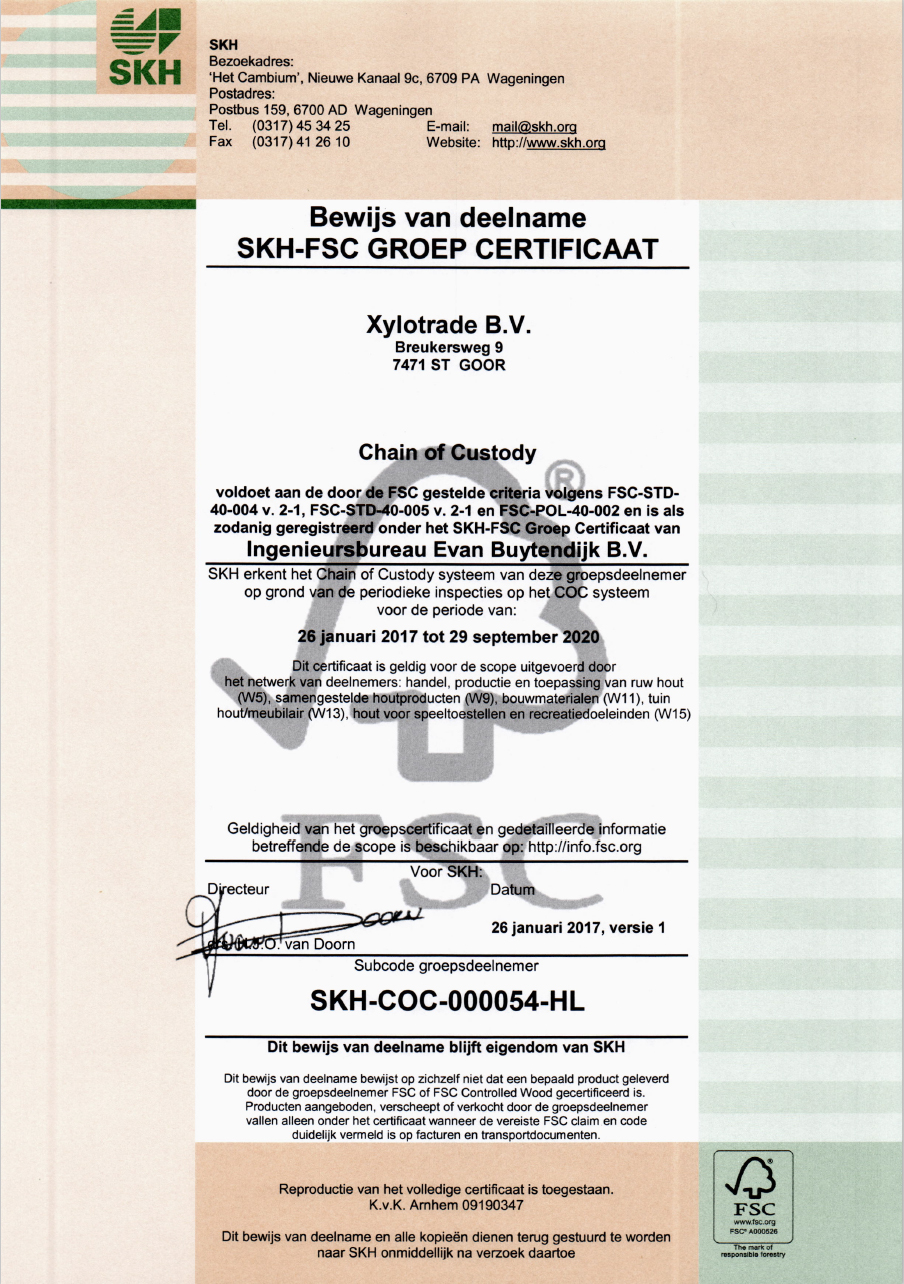 SKH
SKH
Bezoekadres:
'Het Cambium', Nieuwe Kanaal 9c, 6709 PA Wageningen
Postadres:
Postbus 159, 6700 AD Wageningen
Tel. (0317) 45 34 25 E-mail: mail@skh.org
Fax (0317) 41 26 10 Website: http://www.skh.org
Bewijs van deelname
SKH-FSC GROEP CERTIFICAAT
Xylotrade B.V.
Breukersweg 9
7471 ST GOOR
Chain of Custody
®
voldoet aan de door de FSC gestelde criteria volgens FSC-STD-
40-004 v. 2-1, FSC-STD-40-005 v. 2-1 en FSC-POL-40-002 en is als
zodanig geregistreerd onder het SKH-FSC Groep Certificaat van
Ingenieursbureau Evan Buytendijk B.V.
SKH erkent het Chain of Custody systeem van deze groepsdeelnemer
op grond van de periodieke inspecties op het COC systeem
voor de periode van:
26 januari 2017 tot 29 september 2020
Dit certificaat is geldig voor de scope uitgevoerd door
het netwerk van deelnemers: handel, productie en toepassing van ruw hout
(W5), samengestelde houtproducten (W9), bouwmaterialen (W11), tuin
hout/meubilair (W13), hout voor speeltoestellen en recreatiedoeleinden (W15)
FSC
Geldigheid van het groepscertificaat en gedetailleerde informatie
betreffende de scope is beschikbaar op: http://info.fsc.org
Voor SKH:
Directeur Datum
26 januari 2017, versie 1
van Doorn
Subcode groepsdeelnemer
SKH-COC-000054-HL
Dit bewijs van deelname blijft eigendom van SKH
Dit bewijs van deelname bewijst op zichzelf niet dat een bepaald product geleverd
door de groepsdeelnemer FSC of FSC Controlled Wood gecertificeerd is.
Producten aangeboden, verscheept of verkocht door de groepsdeelnemer
vallen alleen onder het certificaat wanneer de vereiste FSC claim en code
duidelijk vermeld is op facturen en transportdocumenten.
Reproductie van het volledige certificaat is toegestaan.
K.v.K. Arnhem 09190347
Dit bewijs van deelname en alle kopieën dienen terug gestuurd te worden
naar SKH onmiddellijk na verzoek daartoe
®
FSC
www.fsc.org
FSC® A000526
The mark of
responsible forestry